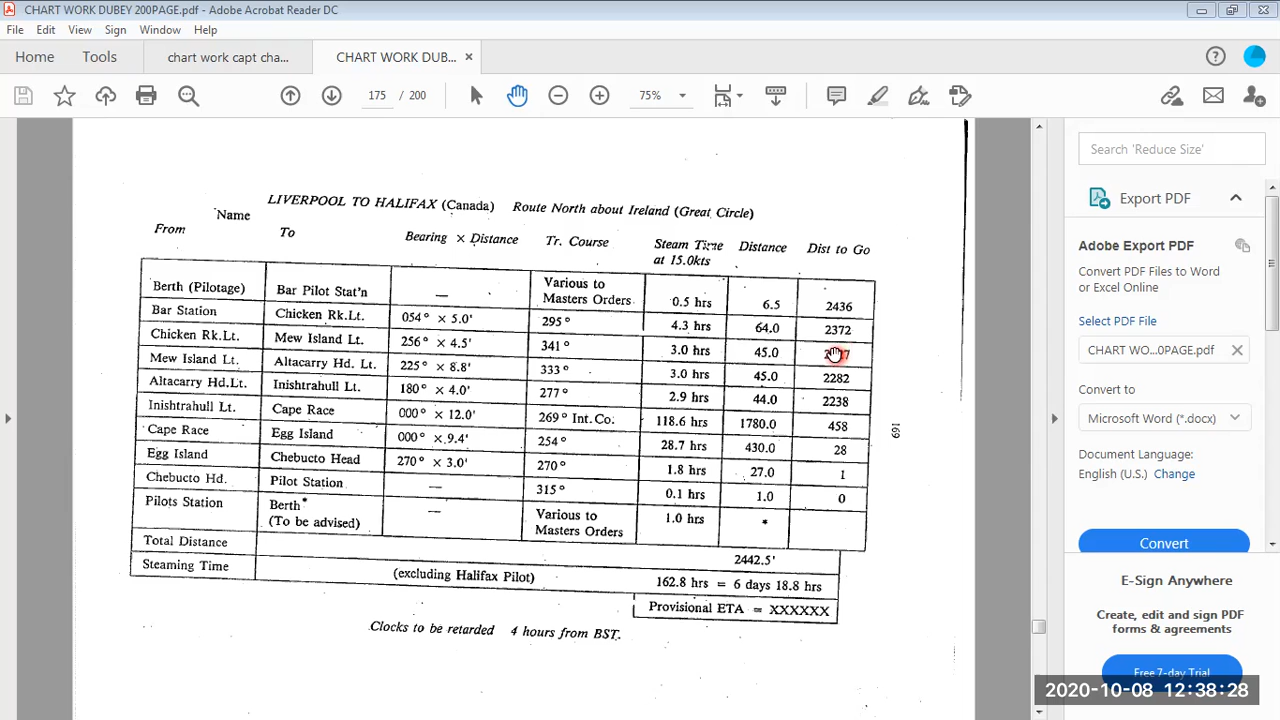 CHART WORK DUBEY 200PAGE.pdf - Adobe Acrobat Reader DC
File Edit View Sign Window Help
Home Tools chart work capt cha... CHART WORK DUB... ×
175 / 200 75%
Search 'Reduce Size'
LIVERPOOL TO HALIFAX (Canada) Route North about Ireland (Great Circle)
Name
From To Bearing × Distance Tr. Course Steam Time Distance Dist to Go
at 15.0kts
Berth (Pilotage) Bar Pilot Stat'n — Various to Masters Orders 0.5 hrs 6.5 2436
Bar Station Chicken Rk.Lt. 054° × 5.0' 295° 4.3 hrs 64.0 2372
Chicken Rk.Lt. Mew Island Lt. 256° × 4.5' 341° 3.0 hrs 45.0
Mew Island Lt. Altacarry Hd. Lt. 225° × 8.8' 333° 3.0 hrs 45.0 2282
Altacarry Hd.Lt. Inishtrahull Lt. 180° × 4.0' 277° 2.9 hrs 44.0 2238
Inishtrahull Lt. Cape Race 000° × 12.0' 269° Int. Co. 118.6 hrs 1780.0 458
Cape Race Egg Island 000° × 9.4' 254° 28.7 hrs 430.0 28
Egg Island Chebucto Head 270° × 3.0' 270° 1.8 hrs 27.0 1
Chebucto Hd. Pilot Station — 315° 0.1 hrs 1.0 0
Pilots Station Berth* (To be advised) — Various to Masters Orders 1.0 hrs *
Total Distance 2442.5'
Steaming Time (excluding Halifax Pilot) 162.8 hrs = 6 days 18.8 hrs
Provisional ETA = XXXXXX
Clocks to be retarded 4 hours from BST.
169
Export PDF
Adobe Export PDF
Convert PDF Files to Word
or Excel Online
Select PDF File
CHART WO...0PAGE.pdf ×
Convert to
Microsoft Word (*.docx)
Document Language:
English (U.S.) Change
Convert
E-Sign Anywhere
Create, edit and sign PDF
forms & agreements
Free 7-day Trial
2020-10-08 12:38:28